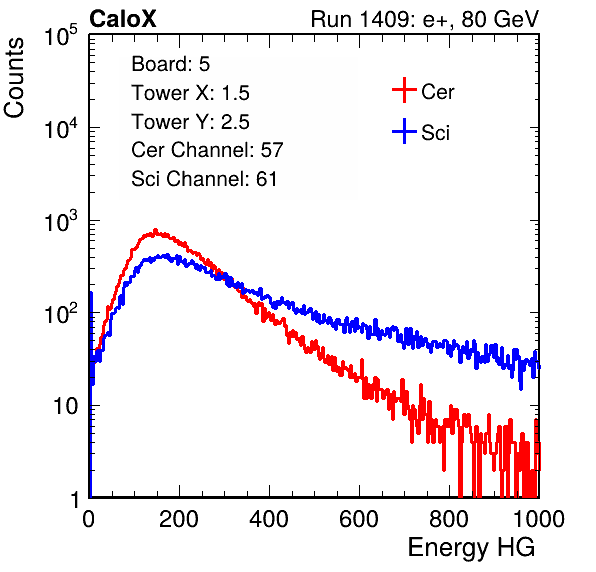 CaloX
Run 1409: e+, 80 GeV
Counts
Board: 5
Tower X: 1.5
Tower Y: 2.5
Cer Channel: 57
Sci Channel: 61
Cer
Sci
10^5
10^4
10^3
10^2
10
1
0 200 400 600 800 1000
Energy HG